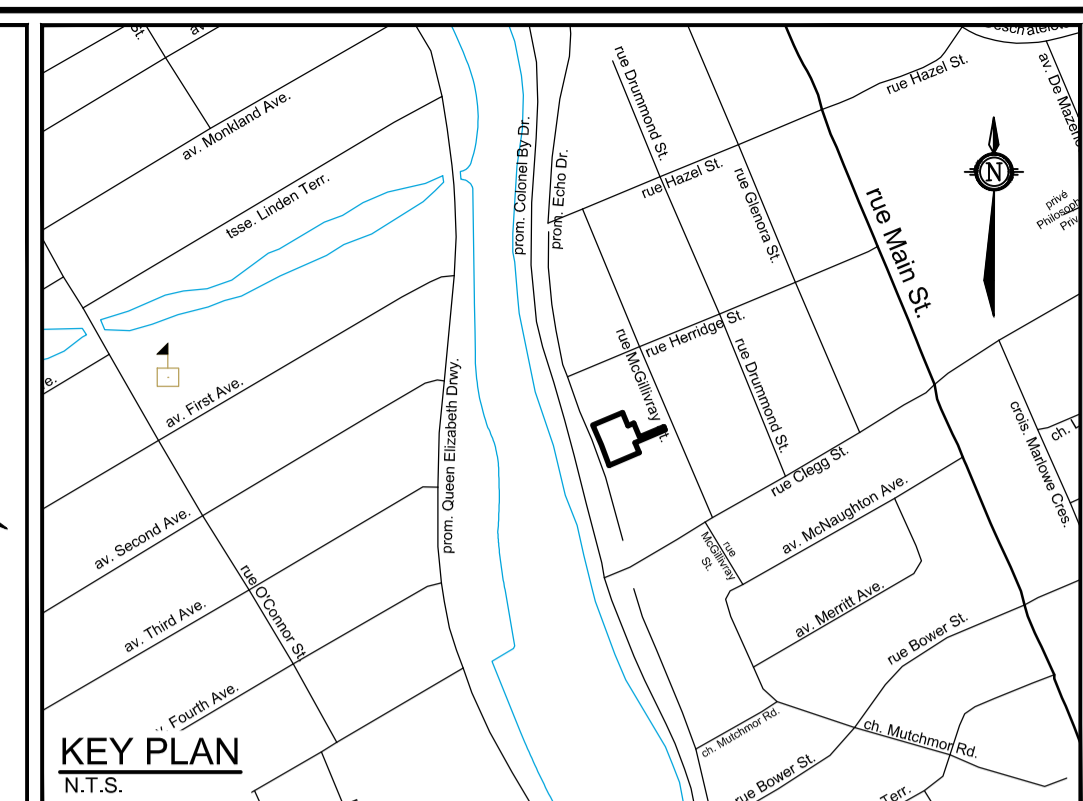 av. Monkland Ave.
tsse. Linden Terr.
av. First Ave.
av. Second Ave.
av. Third Ave.
Fourth Ave.
rue O'Connor St.
prom. Queen Elizabeth Drwy.
prom. Colonel By Dr.
prom. Echo Dr.
rue Drummond St.
rue Hazel St.
rue Glenora St.
rue Hazel St.
av. De
rue Main St.
N
privé
rue Herridge St.
rue McGillivray St.
rue Drummond St.
rue Clegg St.
crois. Marlowe Cres.
ch.
av. McNaughton Ave.
rue
McGillivray
St.
av. Merritt Ave.
rue Bower St.
ch. Mutchmor Rd.
ch. Mutchmor Rd.
rue Bower St.
Terr.
KEY PLAN
N.T.S.